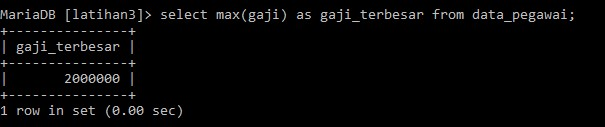 MariaDB [latihan3]> select max(gaji) as gaji_terbesar from data_pegawai;
+---------------+
| gaji_terbesar |
+---------------+
|       2000000 |
+---------------+
1 row in set (0.00 sec)